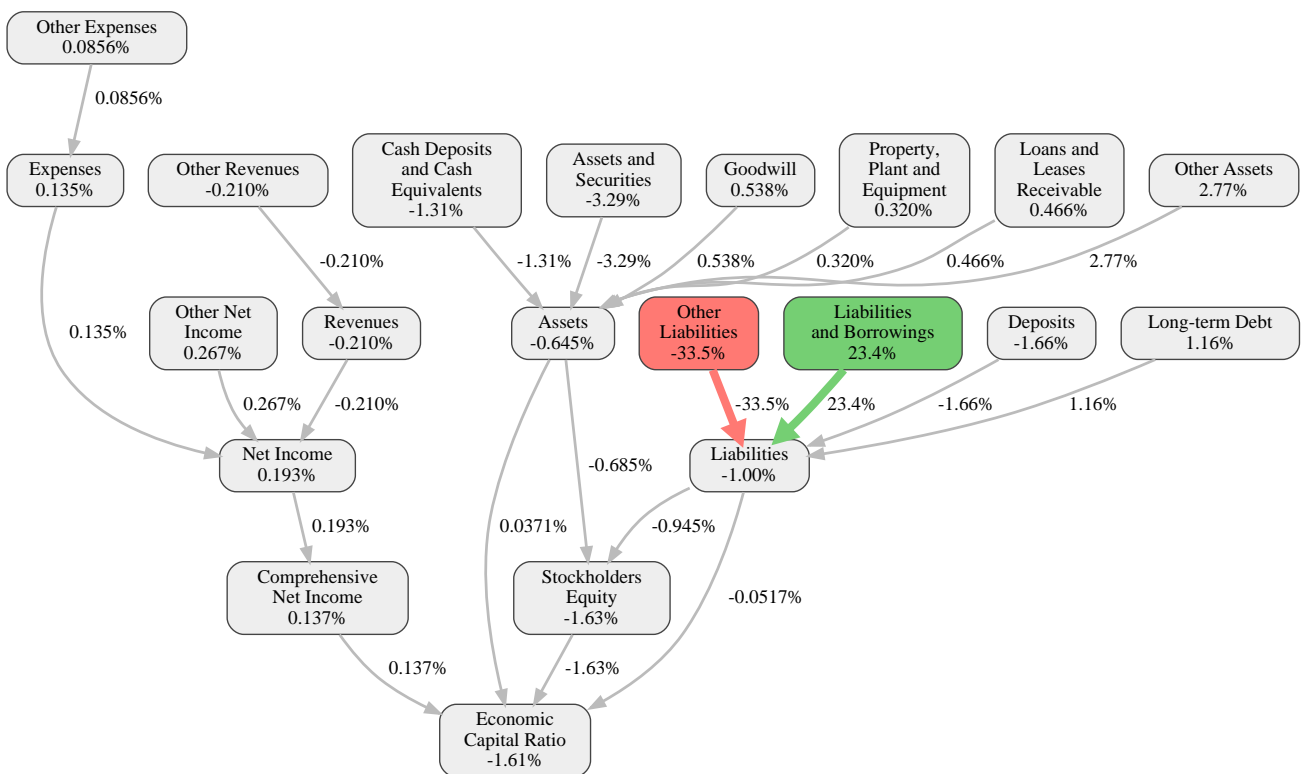 Other Expenses
0.0856%
0.0856%
Expenses
0.135%
Other Revenues
-0.210%
Cash Deposits
and Cash
Equivalents
-1.31%
Assets and
Securities
-3.29%
Goodwill
0.538%
Property,
Plant and
Equipment
0.320%
Loans and
Leases
Receivable
0.466%
Other Assets
2.77%
-0.210%
-1.31%
-3.29%
0.538%
0.320%
0.466%
2.77%
0.135%
Other Net
Income
0.267%
Revenues
-0.210%
Assets
-0.645%
Other
Liabilities
-33.5%
Liabilities
and Borrowings
23.4%
Deposits
-1.66%
Long-term Debt
1.16%
0.267%
-0.210%
-33.5%
23.4%
-1.66%
1.16%
Net Income
0.193%
-0.685%
Liabilities
-1.00%
0.193%
0.0371%
-0.945%
Comprehensive
Net Income
0.137%
Stockholders
Equity
-1.63%
-0.0517%
0.137%
-1.63%
Economic
Capital Ratio
-1.61%